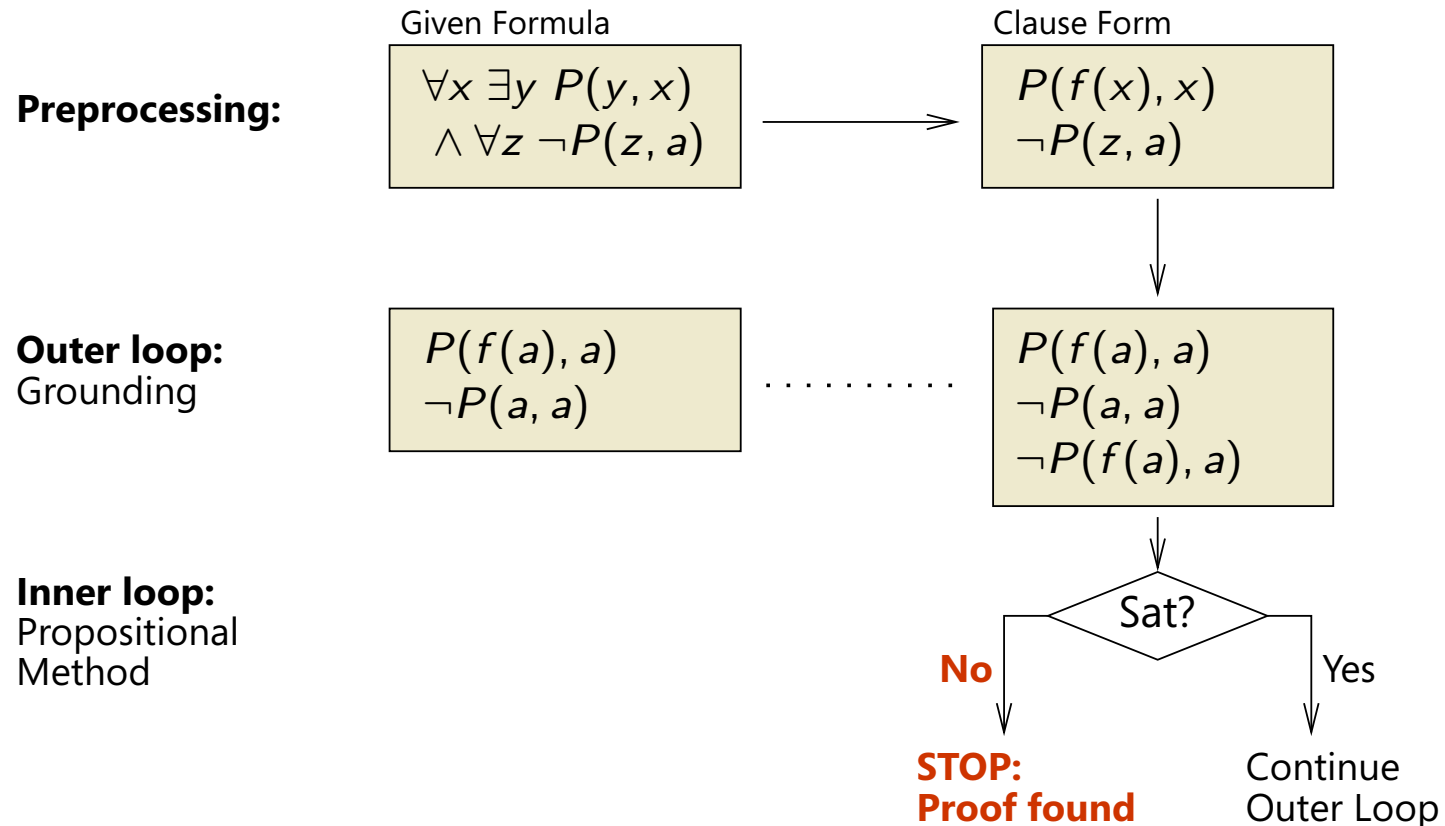 Given Formula
Clause Form
Preprocessing:
∀x ∃y P(y, x)
∧ ∀z ¬P(z, a)
P(f(x), x)
¬P(z, a)
Outer loop:
Grounding
P(f(a), a)
¬P(a, a)
. . . . . . . . . .
P(f(a), a)
¬P(a, a)
¬P(f(a), a)
Inner loop:
Propositional
Method
Sat?
No
Yes
STOP:
Proof found
Continue
Outer Loop